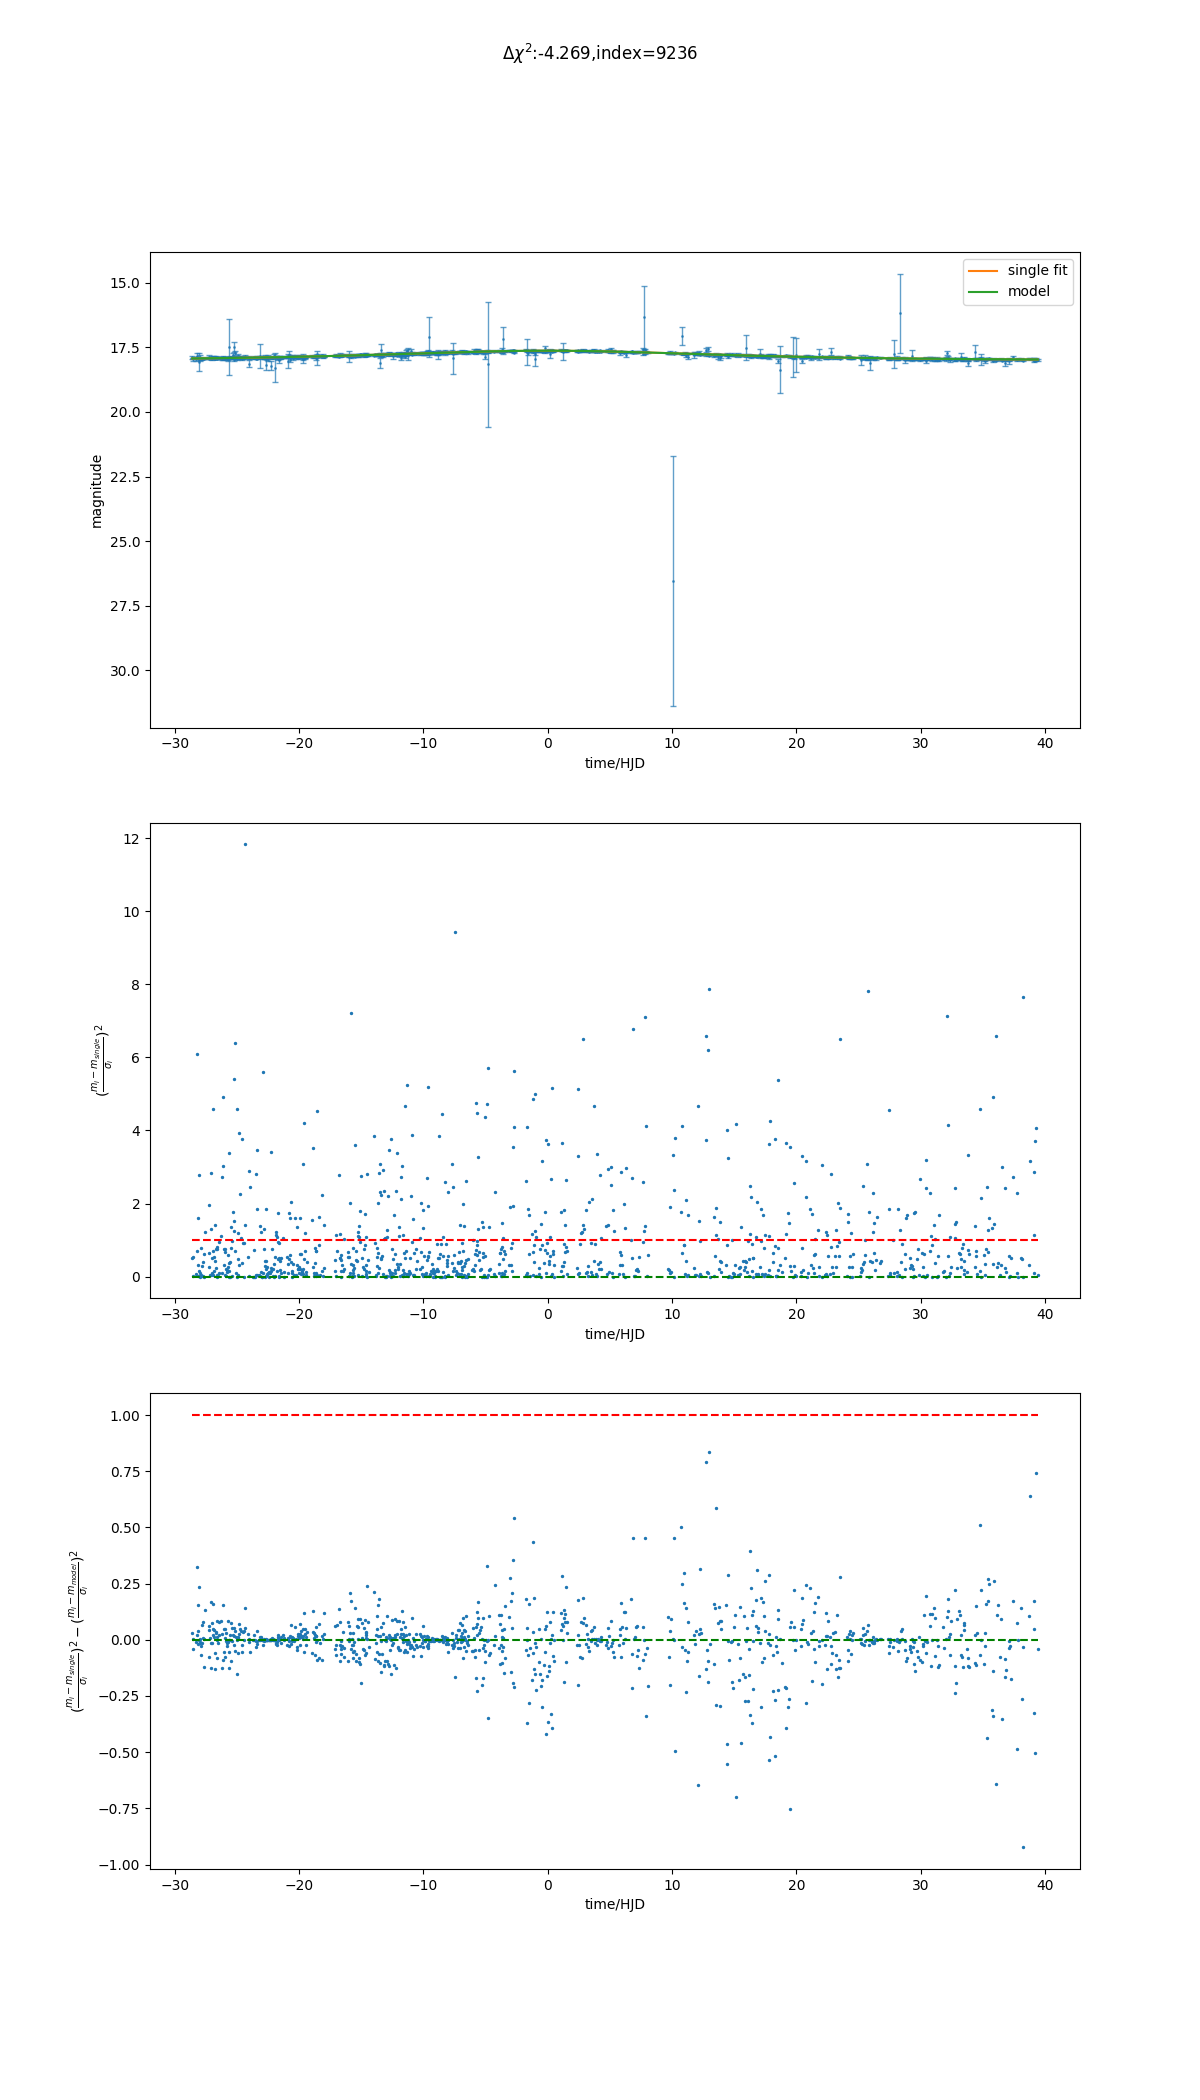 Δχ²:-4.269,index=9236
single fit
model
15.0
17.5
20.0
22.5
25.0
27.5
30.0
magnitude
−30 −20 −10 0 10 20 30 40
time/HJD
12
10
8
6
4
2
0
((m_i − m_single)/σ_i)²
−30 −20 −10 0 10 20 30 40
time/HJD
1.00
0.75
0.50
0.25
0.00
−0.25
−0.50
−0.75
−1.00
((m_i − m_single)/σ_i)² − ((m_i − m_model)/σ_i)²
−30 −20 −10 0 10 20 30 40
time/HJD